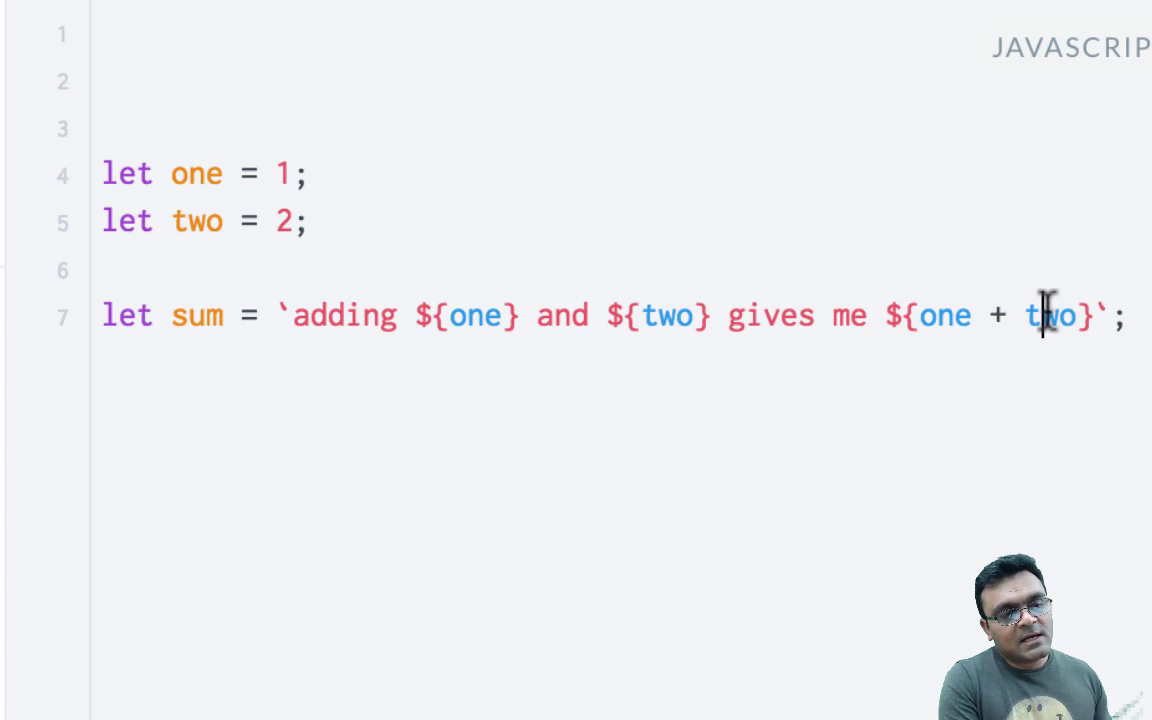 JAVASCRIP
1
2
3
4 let one = 1;
5 let two = 2;
6
7 let sum = `adding ${one} and ${two} gives me ${one + two}`;